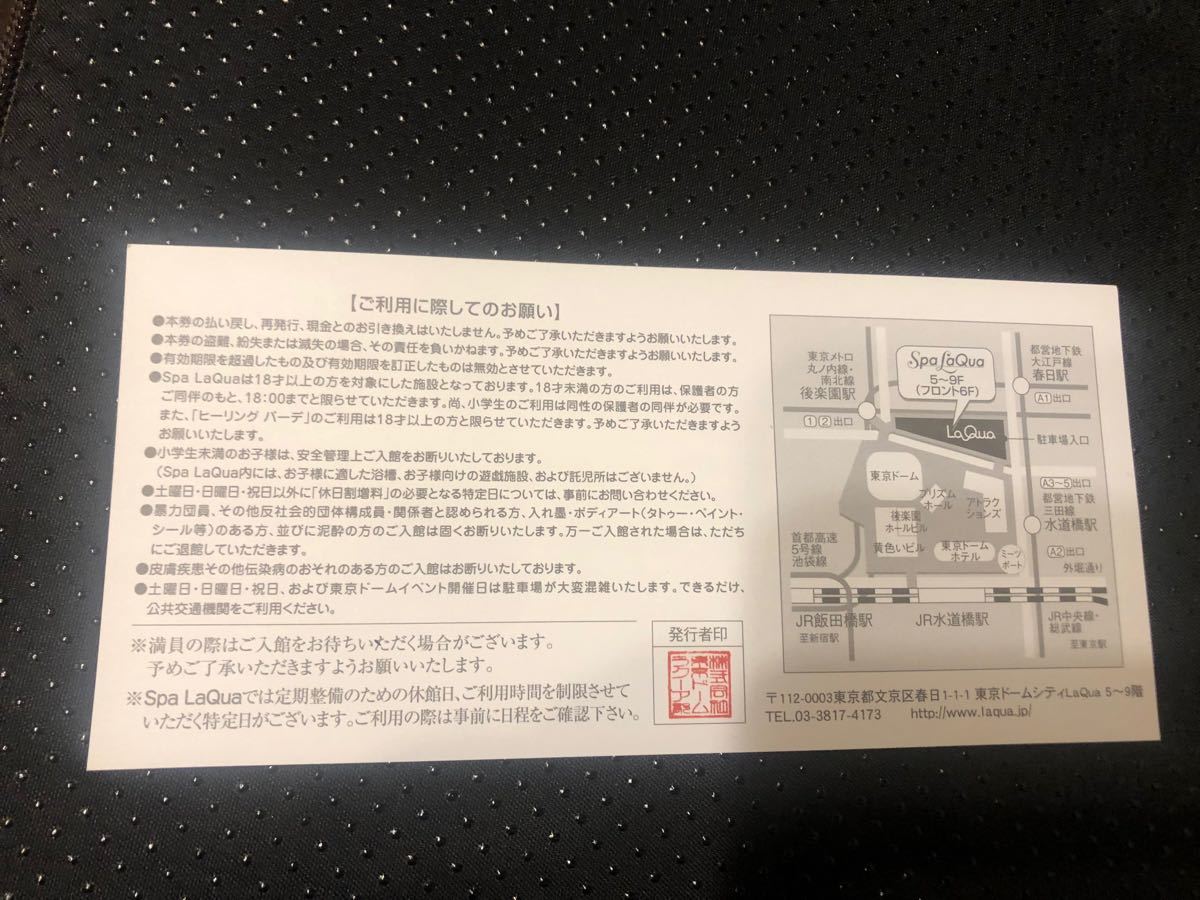 【ご利用に際してのお願い】
●本券の払い戻し、再発行、現金とのお引き換えはいたしません。予めご了承いただきますようお願いいたします。
●本券の盗難、紛失または滅失の場合、その責任を負いかねます。予めご了承いただきますようお願いいたします。
●有効期限を超過したもの及び有効期限を訂正したものは無効とさせていただきます。
●Spa LaQuaは18才以上の方を対象にした施設となっております。18才未満の方のご利用は、保護者の方
ご同伴のもと、18:00までと限らせていただきます。尚、小学生のご利用は同性の保護者の同伴が必要です。
また、「ヒーリング バーデ」のご利用は18才以上の方と限らせていただきます。予めご了承いただきますよう
お願いいたします。
●小学生未満のお子様は、安全管理上ご入館をお断りいたしております。
(Spa LaQua内には、お子様に適した浴槽、お子様向けの遊戯施設、および託児所はございません。)
●土曜日・日曜日・祝日以外に「休日割増料」の必要となる特定日については、事前にお問い合わせください。
●暴力団員、その他反社会的団体構成員・関係者と認められる方、入れ墨・ボディアート(タトゥー・ペイント・
シール等)のある方、並びに泥酔の方のご入館は固くお断りいたします。万一ご入館された場合は、ただち
にご退館していただきます。
●皮膚疾患その他伝染病のおそれのある方のご入館はお断りいたしております。
●土曜日・日曜日・祝日、および東京ドームイベント開催日は駐車場が大変混雑いたします。できるだけ、
公共交通機関をご利用ください。
※満員の際はご入館をお待ちいただく場合がございます。
予めご了承いただきますようお願いいたします。
※Spa LaQuaでは定期整備のための休館日、ご利用時間を制限させて
いただく特定日がございます。ご利用の際は事前に日程をご確認下さい。
発行者印
株式会社
東京ドーム
東京メトロ
丸ノ内線・
南北線
後楽園駅
①②出口
Spa LaQua
5〜9F
(フロント6F)
都営地下鉄
大江戸線
春日駅
A1出口
LaQua
駐車場入口
東京ドーム
プリズム
ホール
アトラク
ションズ
後楽園
ホールビル
黄色いビル
東京ドーム
ホテル
ミーツ
ポート
A3〜5出口
都営地下鉄
三田線
水道橋駅
A2出口
外堀通り
首都高速
5号線
池袋線
JR飯田橋駅
至新宿駅
JR水道橋駅
JR中央線・
総武線
至東京駅
〒112-0003東京都文京区春日1-1-1 東京ドームシティLaQua 5〜9階
TEL.03-3817-4173 http://www.laqua.jp/